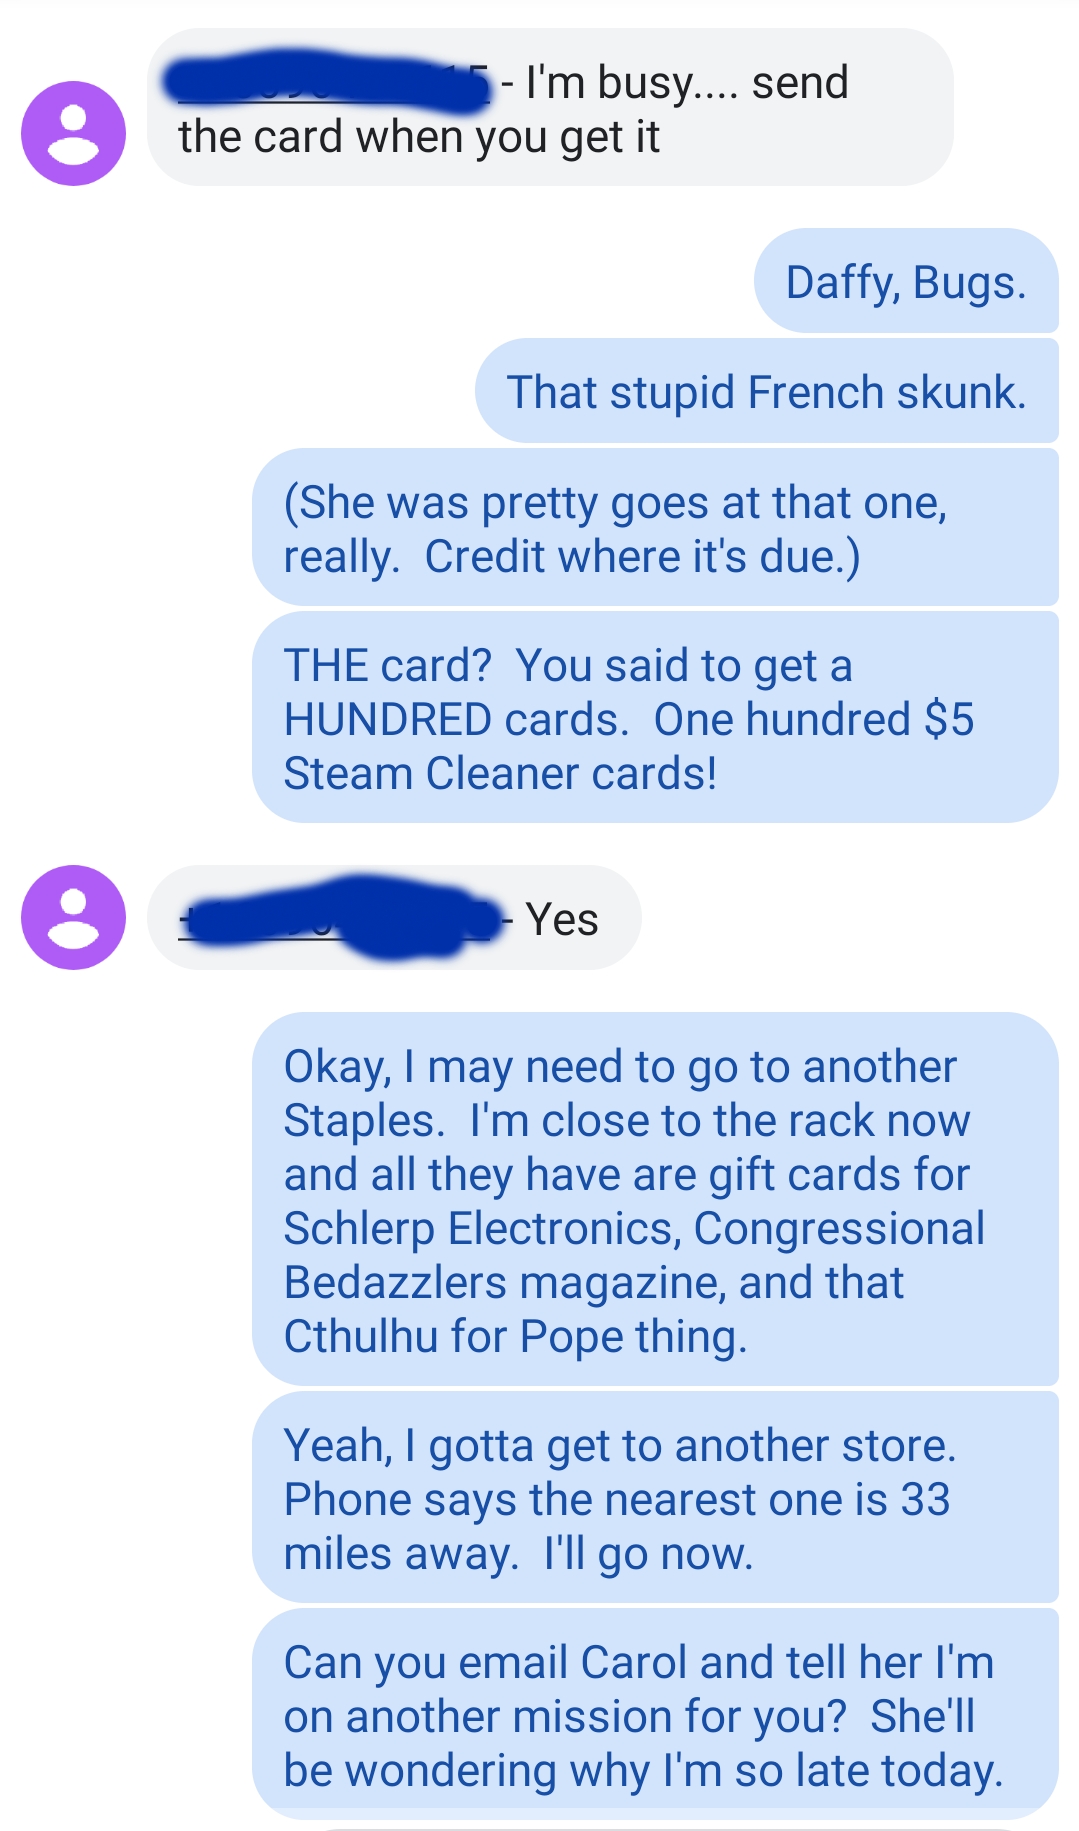 - I'm busy.... send
the card when you get it
Daffy, Bugs.
That stupid French skunk.
(She was pretty goes at that one,
really. Credit where it's due.)
THE card? You said to get a
HUNDRED cards. One hundred $5
Steam Cleaner cards!
- Yes
Okay, I may need to go to another
Staples. I'm close to the rack now
and all they have are gift cards for
Schlerp Electronics, Congressional
Bedazzlers magazine, and that
Cthulhu for Pope thing.
Yeah, I gotta get to another store.
Phone says the nearest one is 33
miles away. I'll go now.
Can you email Carol and tell her I'm
on another mission for you? She'll
be wondering why I'm so late today.